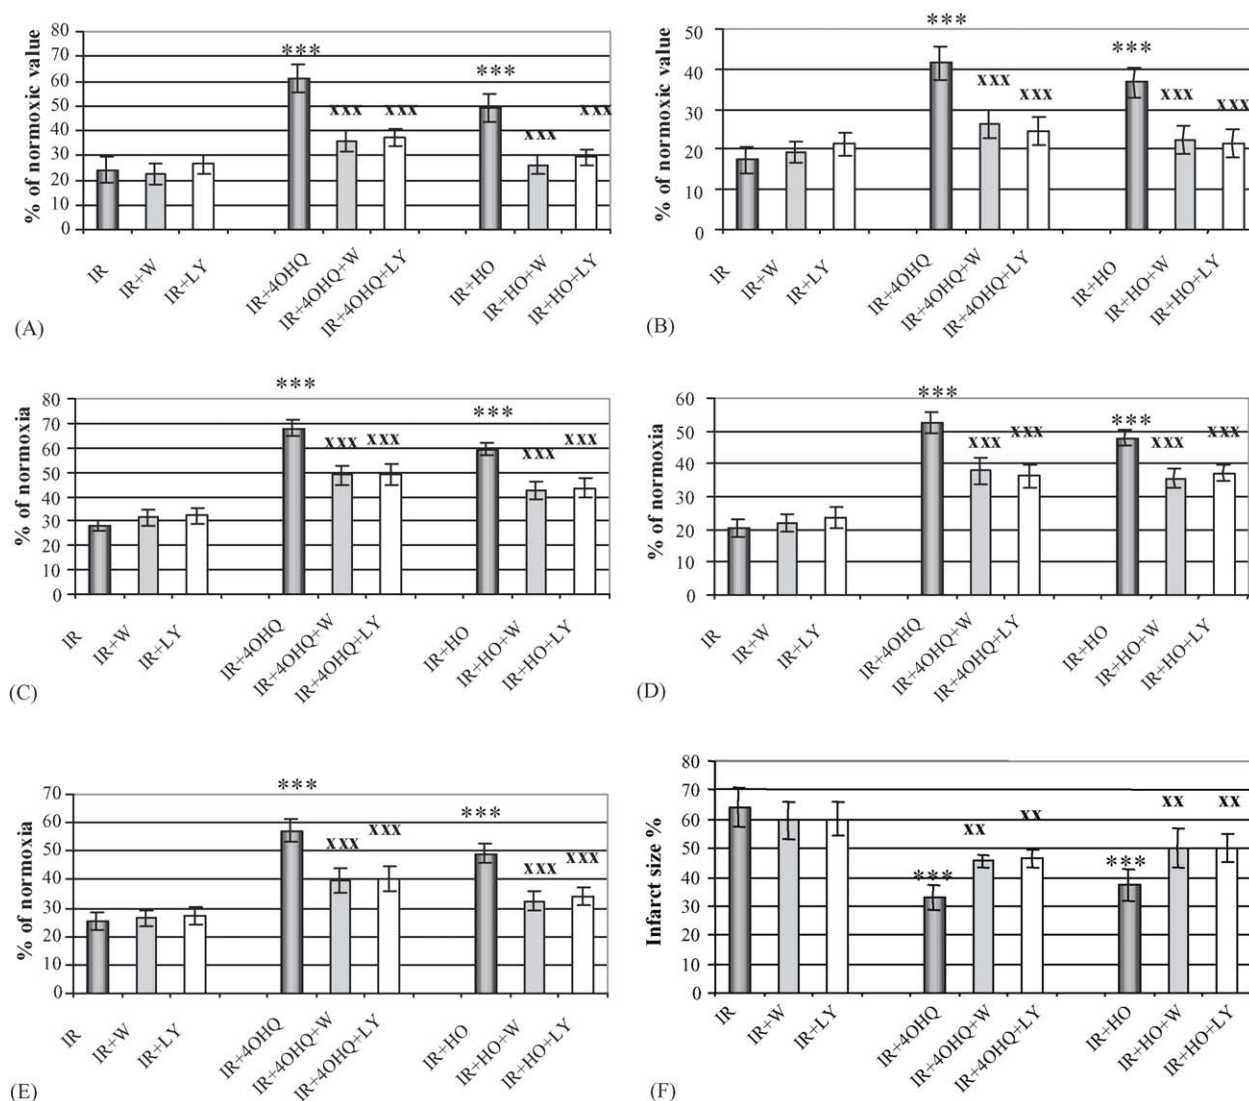 % of normoxic value
80
70
60
50
40
30
20
10
0
***
xxx
xxx
***
xxx
xxx
IR
IR+W
IR+LY
IR+4OHQ
IR+4OHQ+W
IR+4OHQ+LY
IR+HO
IR+HO+W
IR+HO+LY
(A)
% of normoxic value
50
40
30
20
10
0
***
xxx
xxx
***
xxx
xxx
IR
IR+W
IR+LY
IR+4OHQ
IR+4OHQ+W
IR+4OHQ+LY
IR+HO
IR+HO+W
IR+HO+LY
(B)
% of normoxia
80
70
60
50
40
30
20
10
0
***
xxx
xxx
***
xxx
xxx
IR
IR+W
IR+LY
IR+4OHQ
IR+4OHQ+W
IR+4OHQ+LY
IR+HO
IR+HO+W
IR+HO+LY
(C)
% of normoxia
60
50
40
30
20
10
0
***
xxx
xxx
***
xxx
xxx
IR
IR+W
IR+LY
IR+4OHQ
IR+4OHQ+W
IR+4OHQ+LY
IR+HO
IR+HO+W
IR+HO+LY
(D)
% of normoxia
70
60
50
40
30
20
10
0
***
xxx
xxx
***
xxx
xxx
IR
IR+W
IR+LY
IR+4OHQ
IR+4OHQ+W
IR+4OHQ+LY
IR+HO
IR+HO+W
IR+HO+LY
(E)
Infarct size %
80
70
60
50
40
30
20
10
0
***
xx
xx
***
xx
xx
IR
IR+W
IR+LY
IR+4OHQ
IR+4OHQ+W
IR+4OHQ+LY
IR+HO
IR+HO+W
IR+HO+LY
(F)